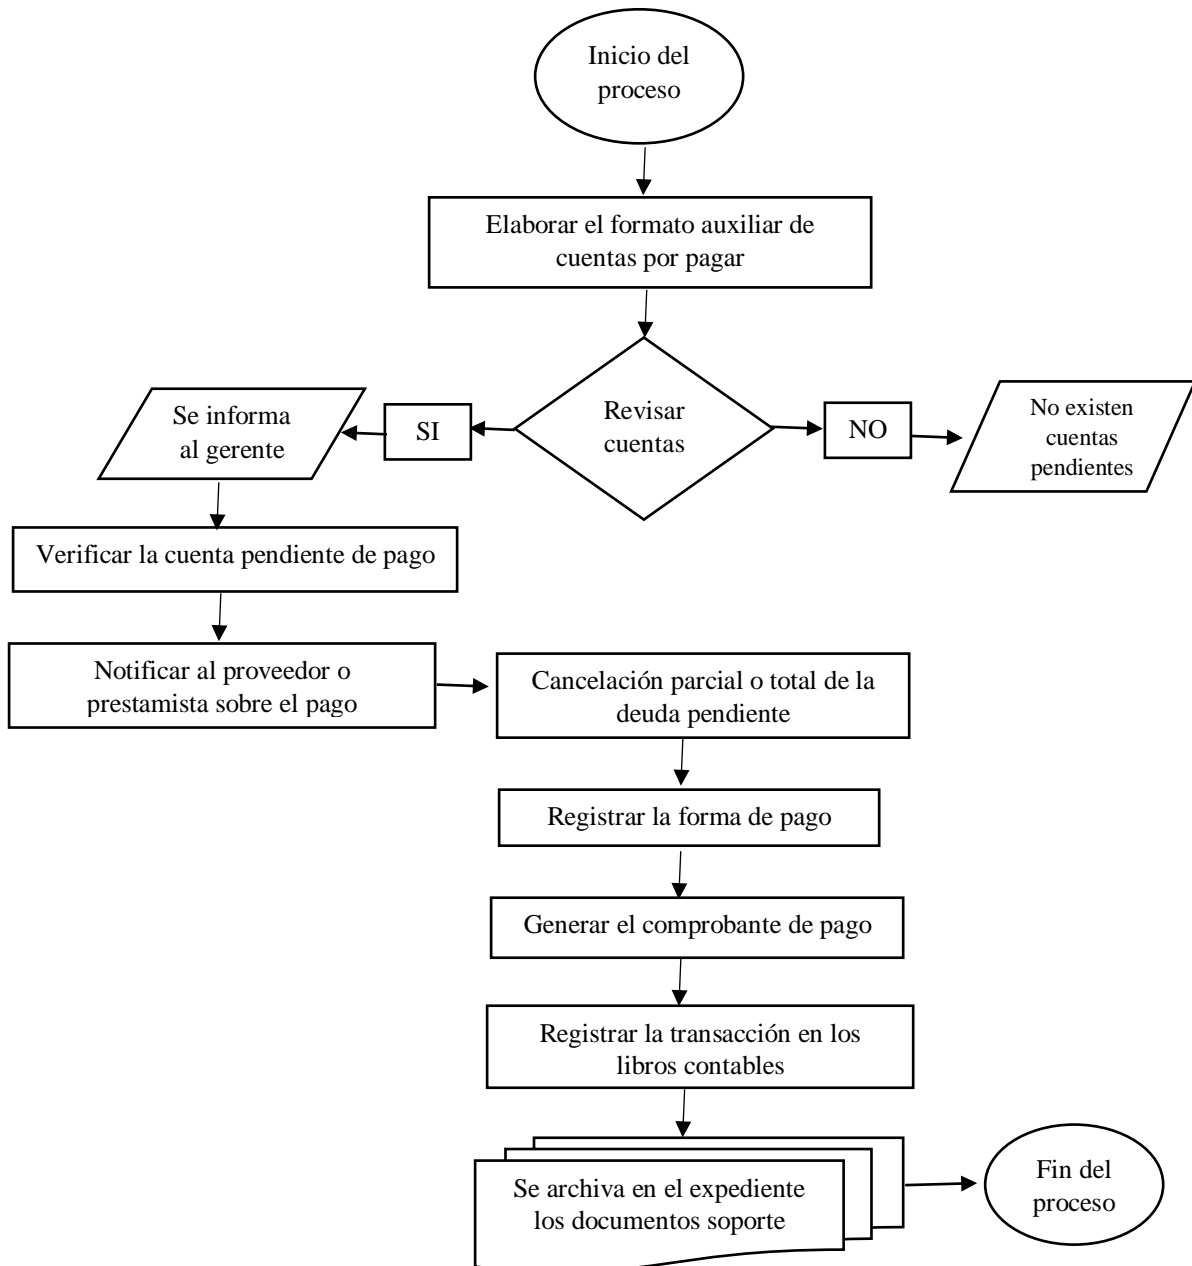 Inicio del
proceso
Elaborar el formato auxiliar de
cuentas por pagar
Revisar
cuentas
SI
Se informa
al gerente
NO
No existen
cuentas
pendientes
Verificar la cuenta pendiente de pago
Notificar al proveedor o
prestamista sobre el pago
Cancelación parcial o total de la
deuda pendiente
Registrar la forma de pago
Generar el comprobante de pago
Registrar la transacción en los
libros contables
Se archiva en el expediente
los documentos soporte
Fin del
proceso